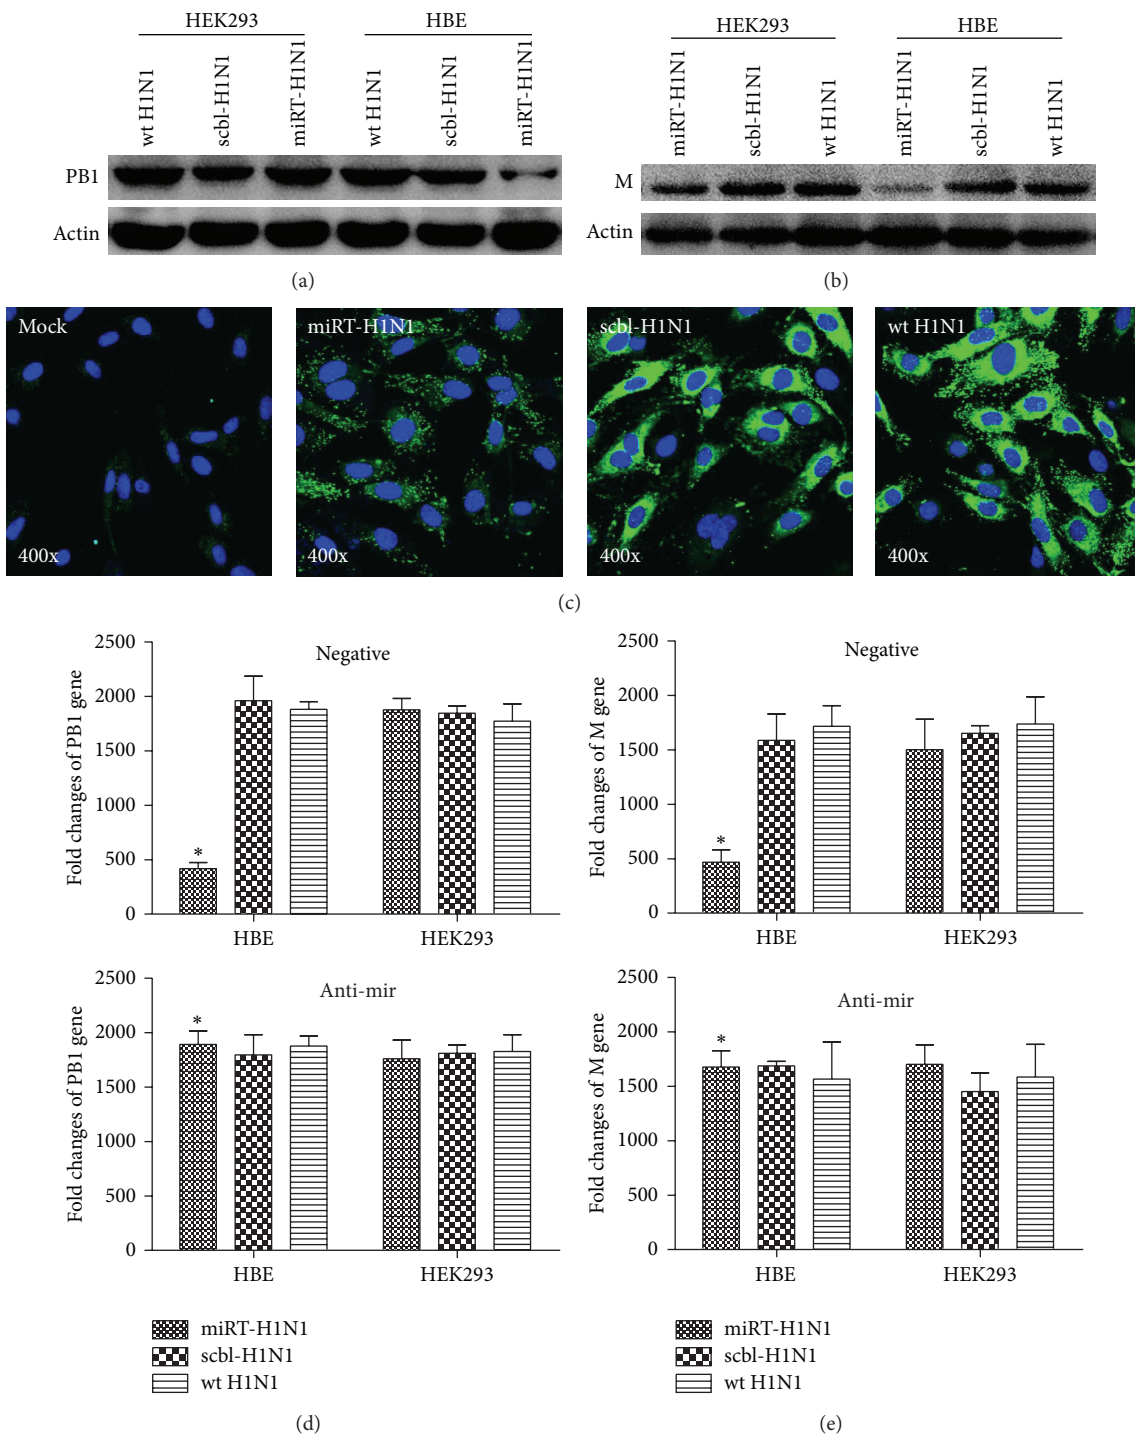 HEK293
HBE
wt H1N1
scbl-H1N1
miRT-H1N1
wt H1N1
scbl-H1N1
miRT-H1N1
PB1
Actin
(a)
HEK293
HBE
miRT-H1N1
scbl-H1N1
wt H1N1
miRT-H1N1
scbl-H1N1
wt H1N1
M
Actin
(b)
Mock
400x
miRT-H1N1
400x
scbl-H1N1
400x
wt H1N1
400x
(c)
Fold changes of PB1 gene
2500
2000
1500
1000
500
0
Negative
*
HBE
HEK293
Fold changes of PB1 gene
2500
2000
1500
1000
500
0
Anti-mir
*
HBE
HEK293
miRT-H1N1
scbl-H1N1
wt H1N1
(d)
Fold changes of M gene
2500
2000
1500
1000
500
0
Negative
*
HBE
HEK293
Fold changes of M gene
2500
2000
1500
1000
500
0
Anti-mir
*
HBE
HEK293
miRT-H1N1
scbl-H1N1
wt H1N1
(e)